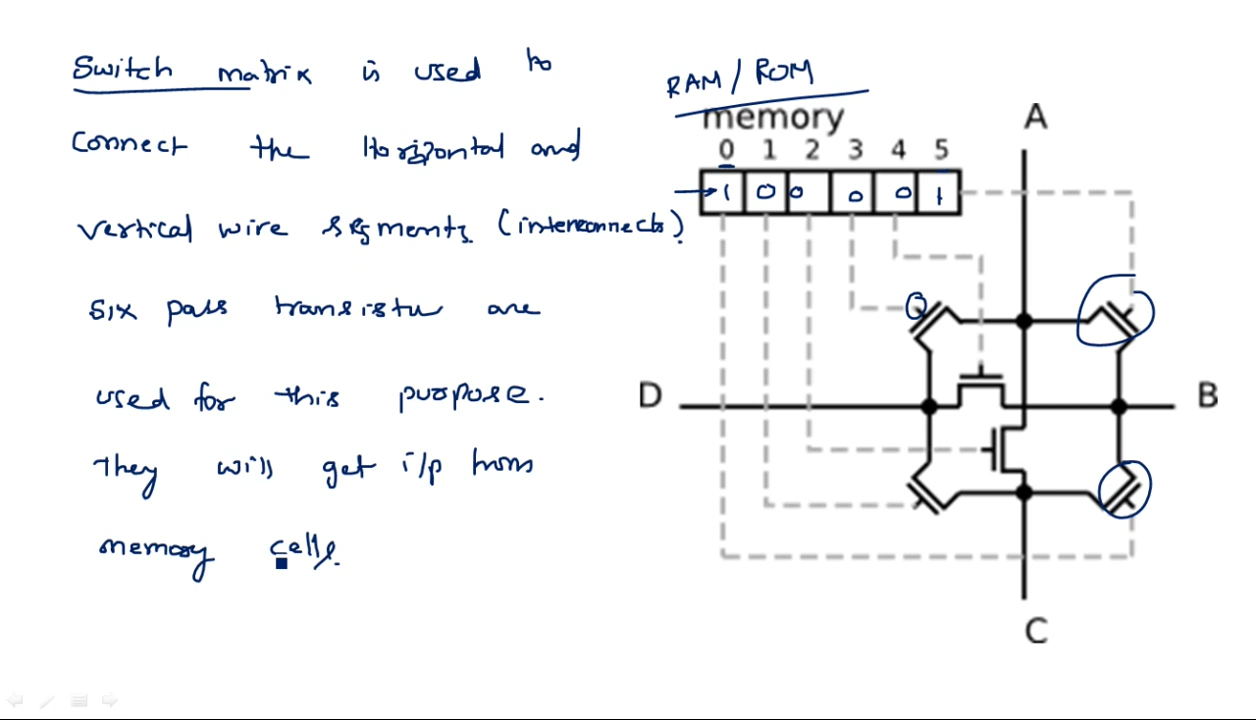 Switch matrix is used to
connect the Horizontal and
vertical wire segments (interconnects).
six pass transistor are
used for this purpose.
They will get i/p from
memory cells.
RAM / ROM
memory
0 1 2 3 4 5
1 0 0 0 0 1
A
D
B
C